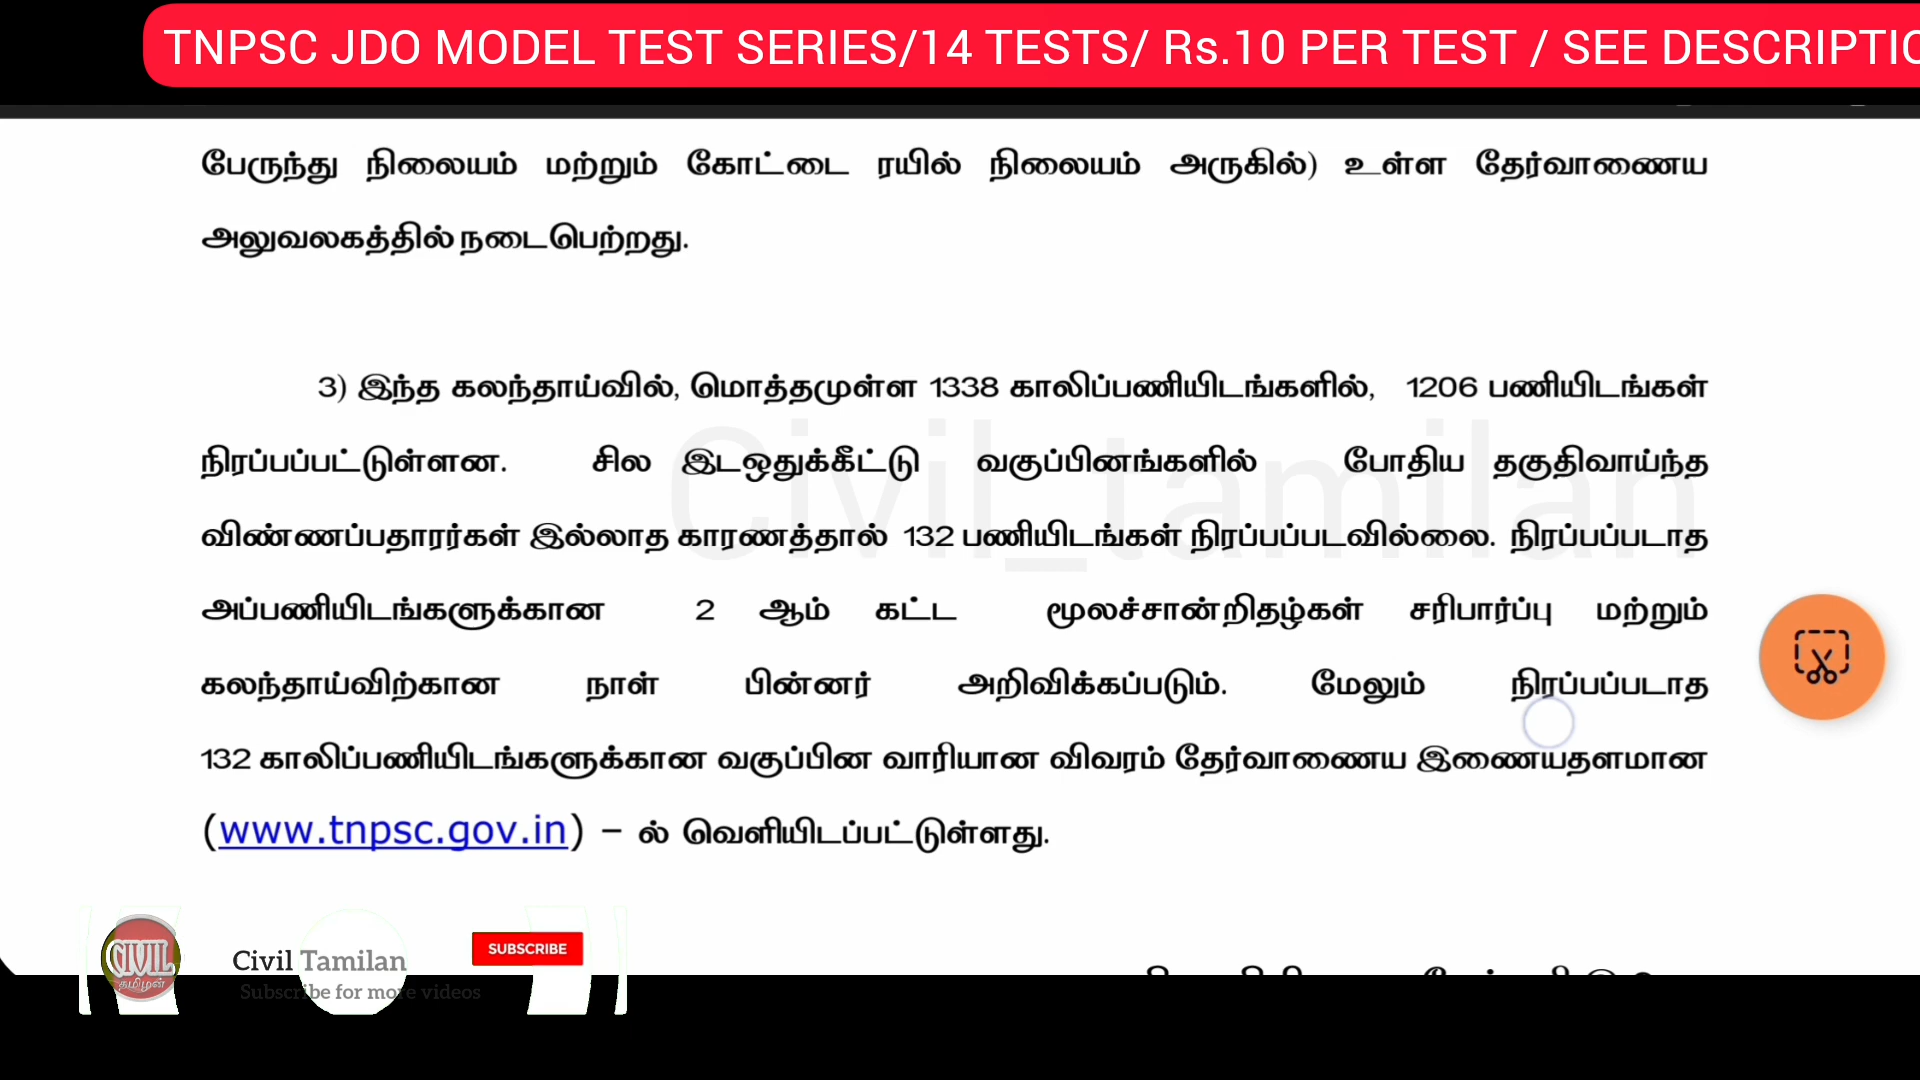 TNPSC JDO MODEL TEST SERIES/14 TESTS/ Rs.10 PER TEST / SEE DESCRIPTIO
பேருந்து நிலையம் மற்றும் கோட்டை ரயில் நிலையம் அருகில்) உள்ள தேர்வாணைய
அலுவலகத்தில் நடைபெற்றது.
3) இந்த கலந்தாய்வில், மொத்தமுள்ள 1338 காலிப்பணியிடங்களில், 1206 பணியிடங்கள்
நிரப்பப்பட்டுள்ளன. சில இடஒதுக்கீட்டு வகுப்பினங்களில் போதிய தகுதிவாய்ந்த
விண்ணப்பதாரர்கள் இல்லாத காரணத்தால் 132 பணியிடங்கள் நிரப்பப்படவில்லை. நிரப்பப்படாத
அப்பணியிடங்களுக்கான 2 ஆம் கட்ட மூலச்சான்றிதழ்கள் சரிபார்ப்பு மற்றும்
கலந்தாய்விற்கான நாள் பின்னர் அறிவிக்கப்படும். மேலும் நிரப்பப்படாத
132 காலிப்பணியிடங்களுக்கான வகுப்பின வாரியான விவரம் தேர்வாணைய இணையதளமான
(www.tnpsc.gov.in) – ல் வெளியிடப்பட்டுள்ளது.
Civil_tamilan
CIVIL
தமிழன்
Civil Tamilan
SUBSCRIBE
Subscribe for more videos